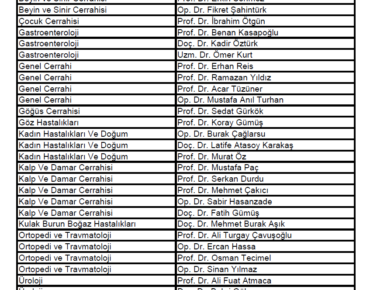 Beyin ve Sinir Cerrahisi Prof. Dr.
Beyin ve Sinir Cerrahisi Op. Dr. Fikret Şahintürk
Çocuk Cerrahisi Prof. Dr. İbrahim Ötgün
Gastroenteroloji Prof. Dr. Benan Kasapoğlu
Gastroenteroloji Doç. Dr. Kadir Öztürk
Gastroenteroloji Uzm. Dr. Ömer Kurt
Genel Cerrahi Prof. Dr. Erhan Reis
Genel Cerrahi Prof. Dr. Ramazan Yıldız
Genel Cerrahi Prof. Dr. Acar Tüzüner
Genel Cerrahi Op. Dr. Mustafa Anıl Turhan
Göğüs Cerrahisi Prof. Dr. Sedat Gürkök
Göz Hastalıkları Prof. Dr. Koray Gümüş
Kadın Hastalıkları Ve Doğum Op. Dr. Burak Çağlarsu
Kadın Hastalıkları Ve Doğum Doç. Dr. Latife Atasoy Karakaş
Kadın Hastalıkları Ve Doğum Prof. Dr. Murat Öz
Kalp Ve Damar Cerrahisi Prof. Dr. Mustafa Paç
Kalp Ve Damar Cerrahisi Prof. Dr. Serkan Durdu
Kalp Ve Damar Cerrahisi Prof. Dr. Mehmet Çakıcı
Kalp Ve Damar Cerrahisi Op. Dr. Sabir Hasanzade
Kalp Ve Damar Cerrahisi Doç. Dr. Fatih Gümüş
Kulak Burun Boğaz Hastalıkları Doç. Dr. Mehmet Burak Aşık
Ortopedi ve Travmatoloji Prof. Dr. Ali Turgay Çavuşoğlu
Ortopedi ve Travmatoloji Op. Dr. Ercan Hassa
Ortopedi ve Travmatoloji Prof. Dr. Osman Tecimel
Ortopedi ve Travmatoloji Op. Dr. Sinan Yılmaz
Üroloji Prof. Dr. Ali Fuat Atmaca